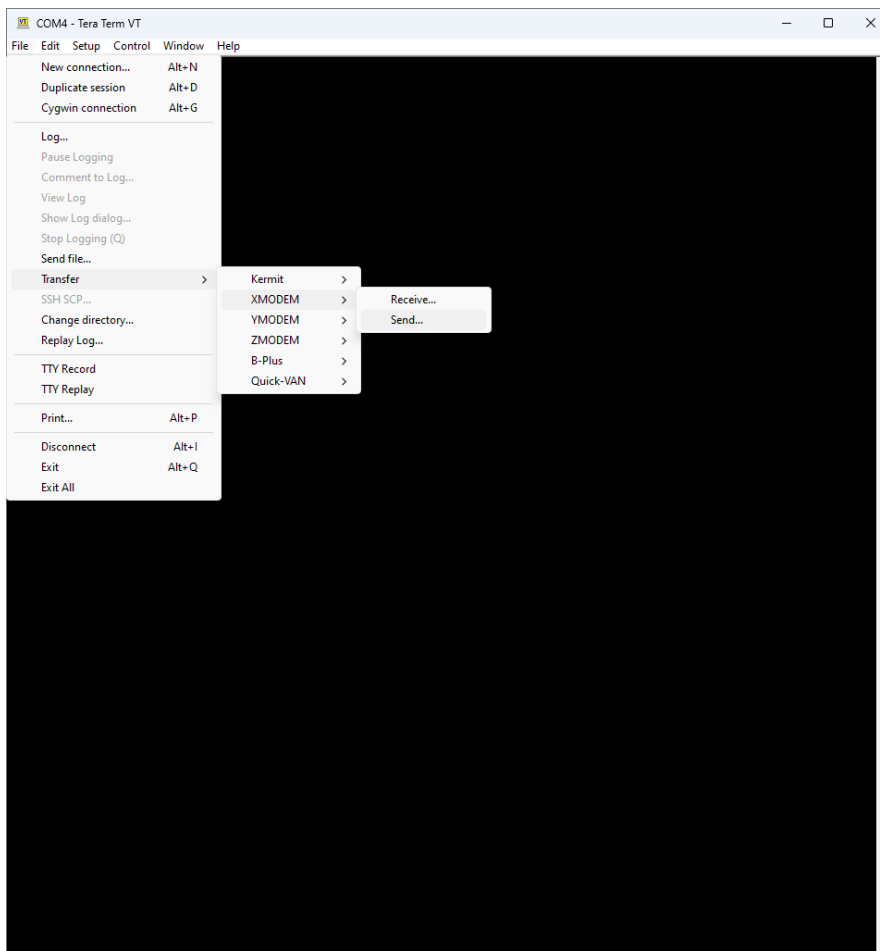 COM4 - Tera Term VT
File Edit Setup Control Window Help
New connection... Alt+N
Duplicate session Alt+D
Cygwin connection Alt+G
Log...
Pause Logging
Comment to Log...
View Log
Show Log dialog...
Stop Logging (Q)
Send file...
Transfer
SSH SCP...
Change directory...
Replay Log...
TTY Record
TTY Replay
Print... Alt+P
Disconnect Alt+I
Exit Alt+Q
Exit All
Kermit
XMODEM
YMODEM
ZMODEM
B-Plus
Quick-VAN
Receive...
Send...